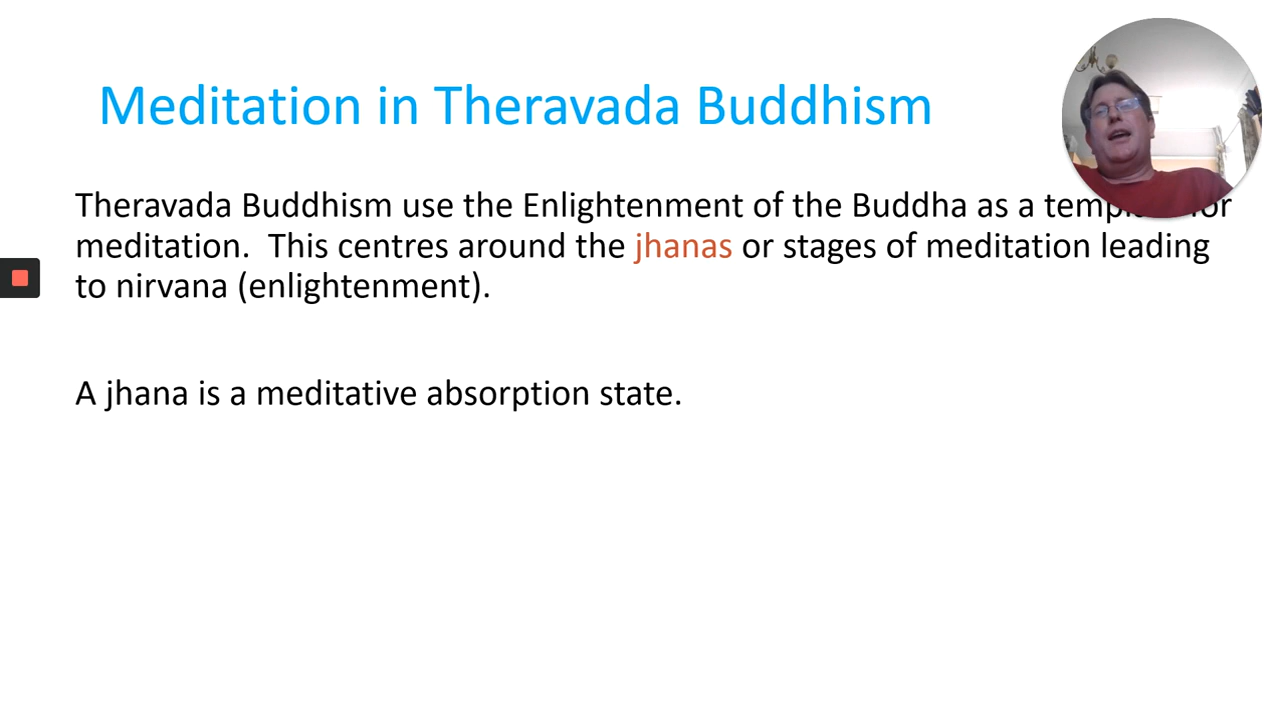 Meditation in Theravada Buddhism
Theravada Buddhism use the Enlightenment of the Buddha as a
meditation.  This centres around the jhanas or stages of meditation leading
to nirvana (enlightenment).
A jhana is a meditative absorption state.